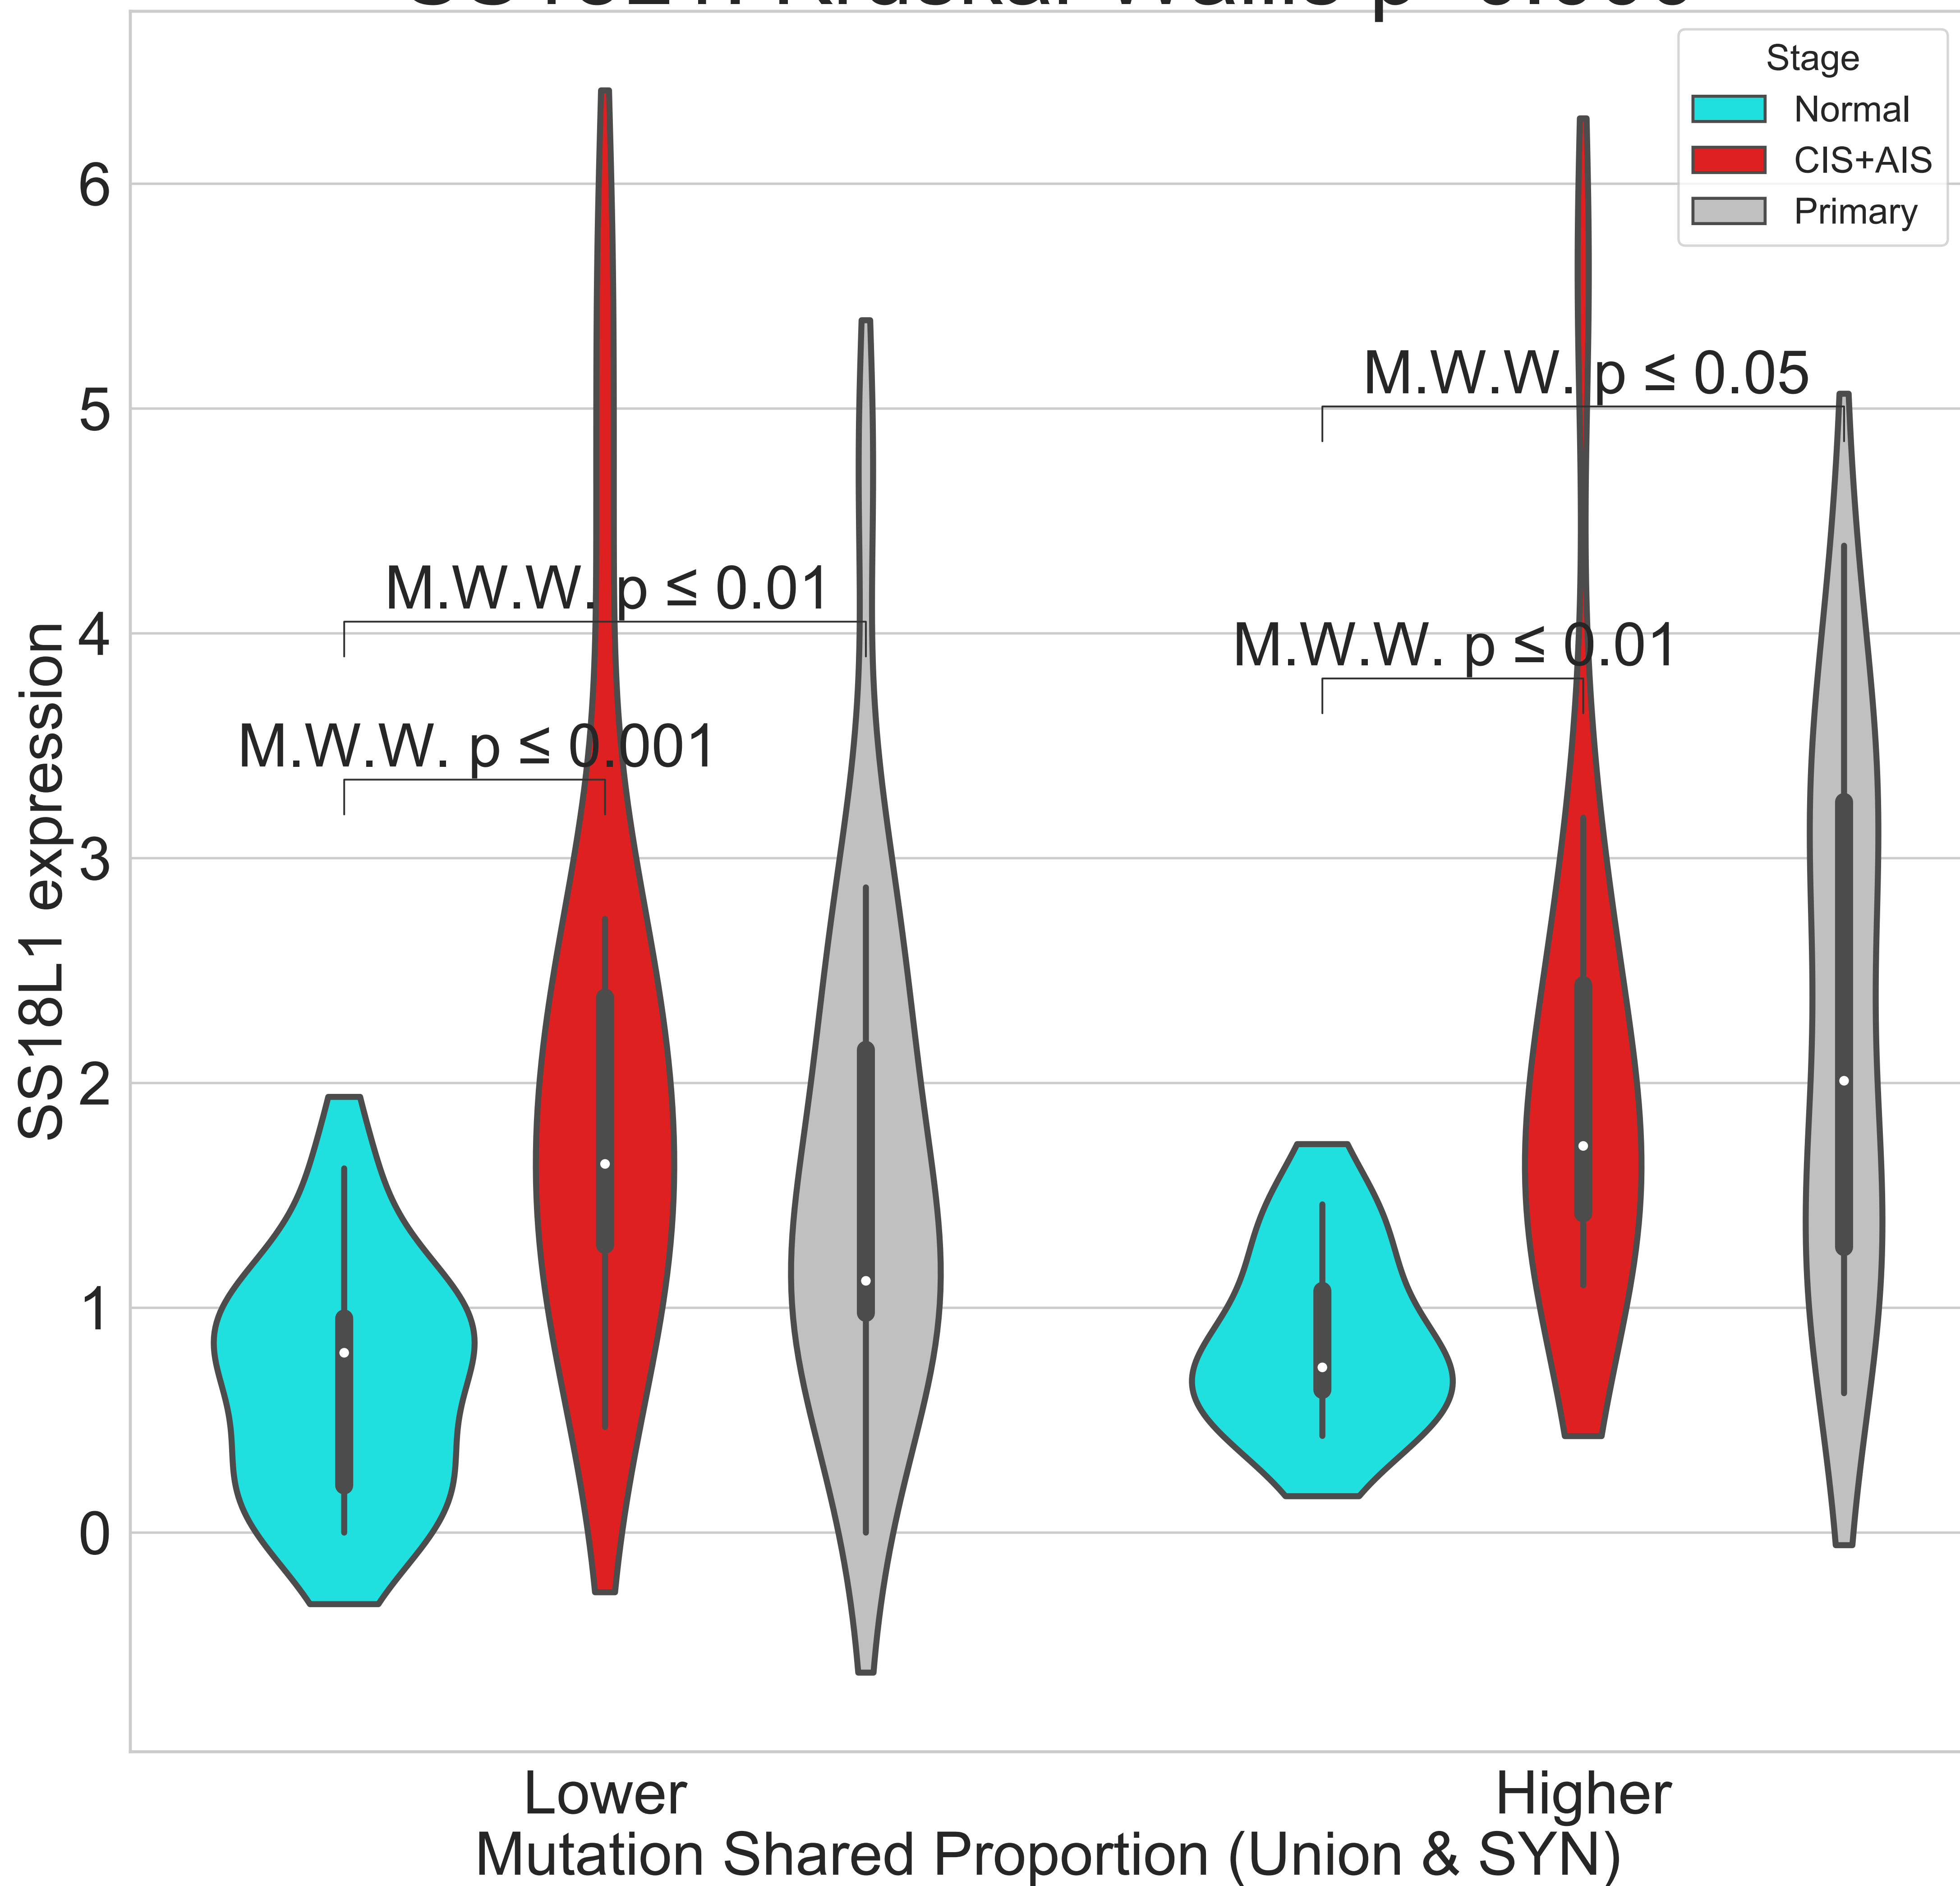 Stage
Normal
CIS+AIS
Primary
6
5
4
3
2
1
0
SS18L1 expression
M.W.W. p ≤ 0.05
M.W.W. p ≤ 0.01
M.W.W. p ≤ 0.01
M.W.W. p ≤ 0.001
Lower
Higher
Mutation Shared Proportion (Union & SYN)